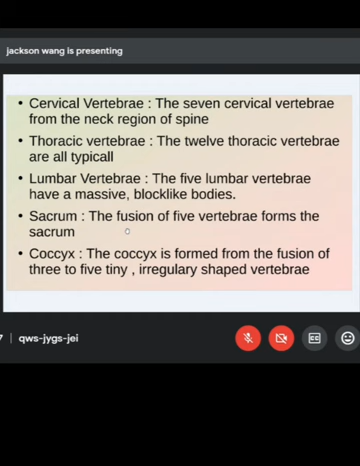 jackson wang is presenting
• Cervical Vertebrae : The seven cervical vertebrae
from the neck region of spine
• Thoracic vertebrae : The twelve thoracic vertebrae
are all typicall
• Lumbar Vertebrae : The five lumbar vertebrae
have a massive, blocklike bodies.
• Sacrum : The fusion of five vertebrae forms the
sacrum
• Coccyx : The coccyx is formed from the fusion of
three to five tiny , irregulary shaped vertebrae
| qws-jygs-jei
CC